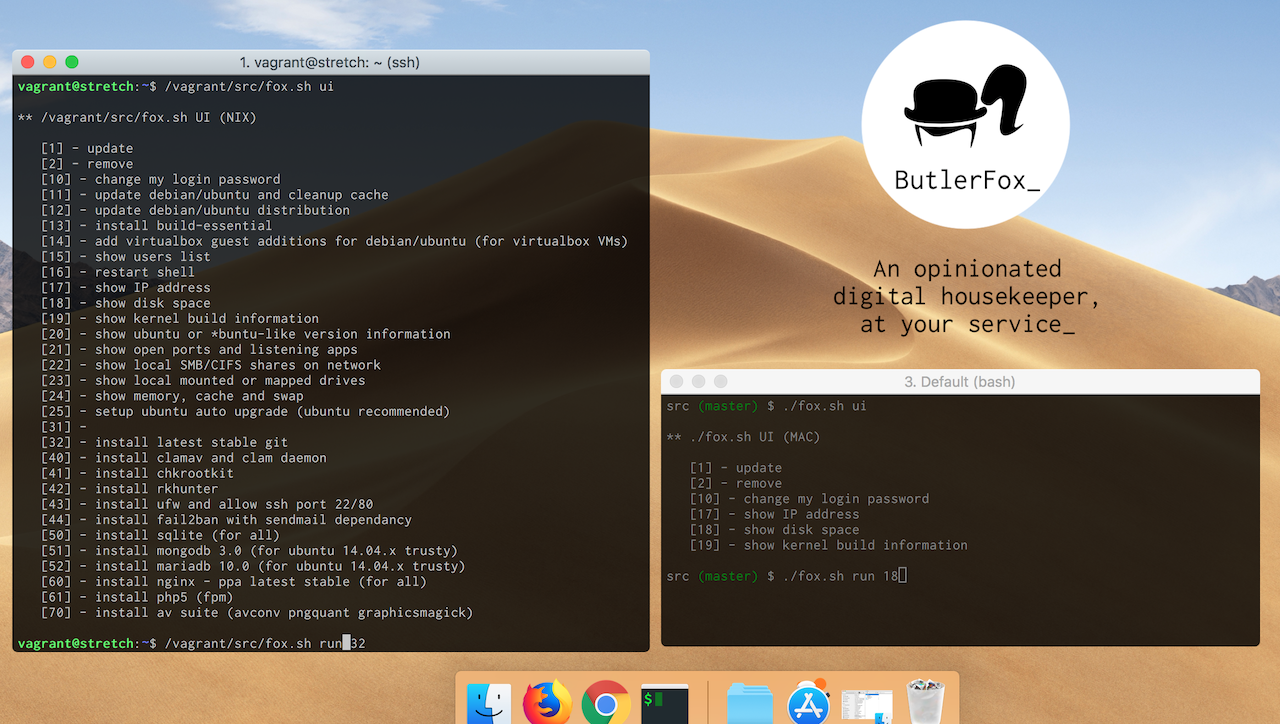 1. vagrant@stretch: ~ (ssh)
vagrant@stretch:~$ /vagrant/src/fox.sh ui
** /vagrant/src/fox.sh UI (NIX)
[1] - update
[2] - remove
[10] - change my login password
[11] - update debian/ubuntu and cleanup cache
[12] - update debian/ubuntu distribution
[13] - install build-essential
[14] - add virtualbox guest additions for debian/ubuntu (for virtualbox VMs)
[15] - show users list
[16] - restart shell
[17] - show IP address
[18] - show disk space
[19] - show kernel build information
[20] - show ubuntu or *buntu-like version information
[21] - show open ports and listening apps
[22] - show local SMB/CIFS shares on network
[23] - show local mounted or mapped drives
[24] - show memory, cache and swap
[25] - setup ubuntu auto upgrade (ubuntu recommended)
[31] -
[32] - install latest stable git
[40] - install clamav and clam daemon
[41] - install chkrootkit
[42] - install rkhunter
[43] - install ufw and allow ssh port 22/80
[44] - install fail2ban with sendmail dependancy
[50] - install sqlite (for all)
[51] - install mongodb 3.0 (for ubuntu 14.04.x trusty)
[52] - install mariadb 10.0 (for ubuntu 14.04.x trusty)
[60] - install nginx - ppa latest stable (for all)
[61] - install php5 (fpm)
[70] - install av suite (avconv pngquant graphicsmagick)
vagrant@stretch:~$ /vagrant/src/fox.sh run 32
ButlerFox_
An opinionated
digital housekeeper,
at your service_
3. Default (bash)
src (master) $ ./fox.sh ui
** ./fox.sh UI (MAC)
[1] - update
[2] - remove
[10] - change my login password
[17] - show IP address
[18] - show disk space
[19] - show kernel build information
src (master) $ ./fox.sh run 18
$